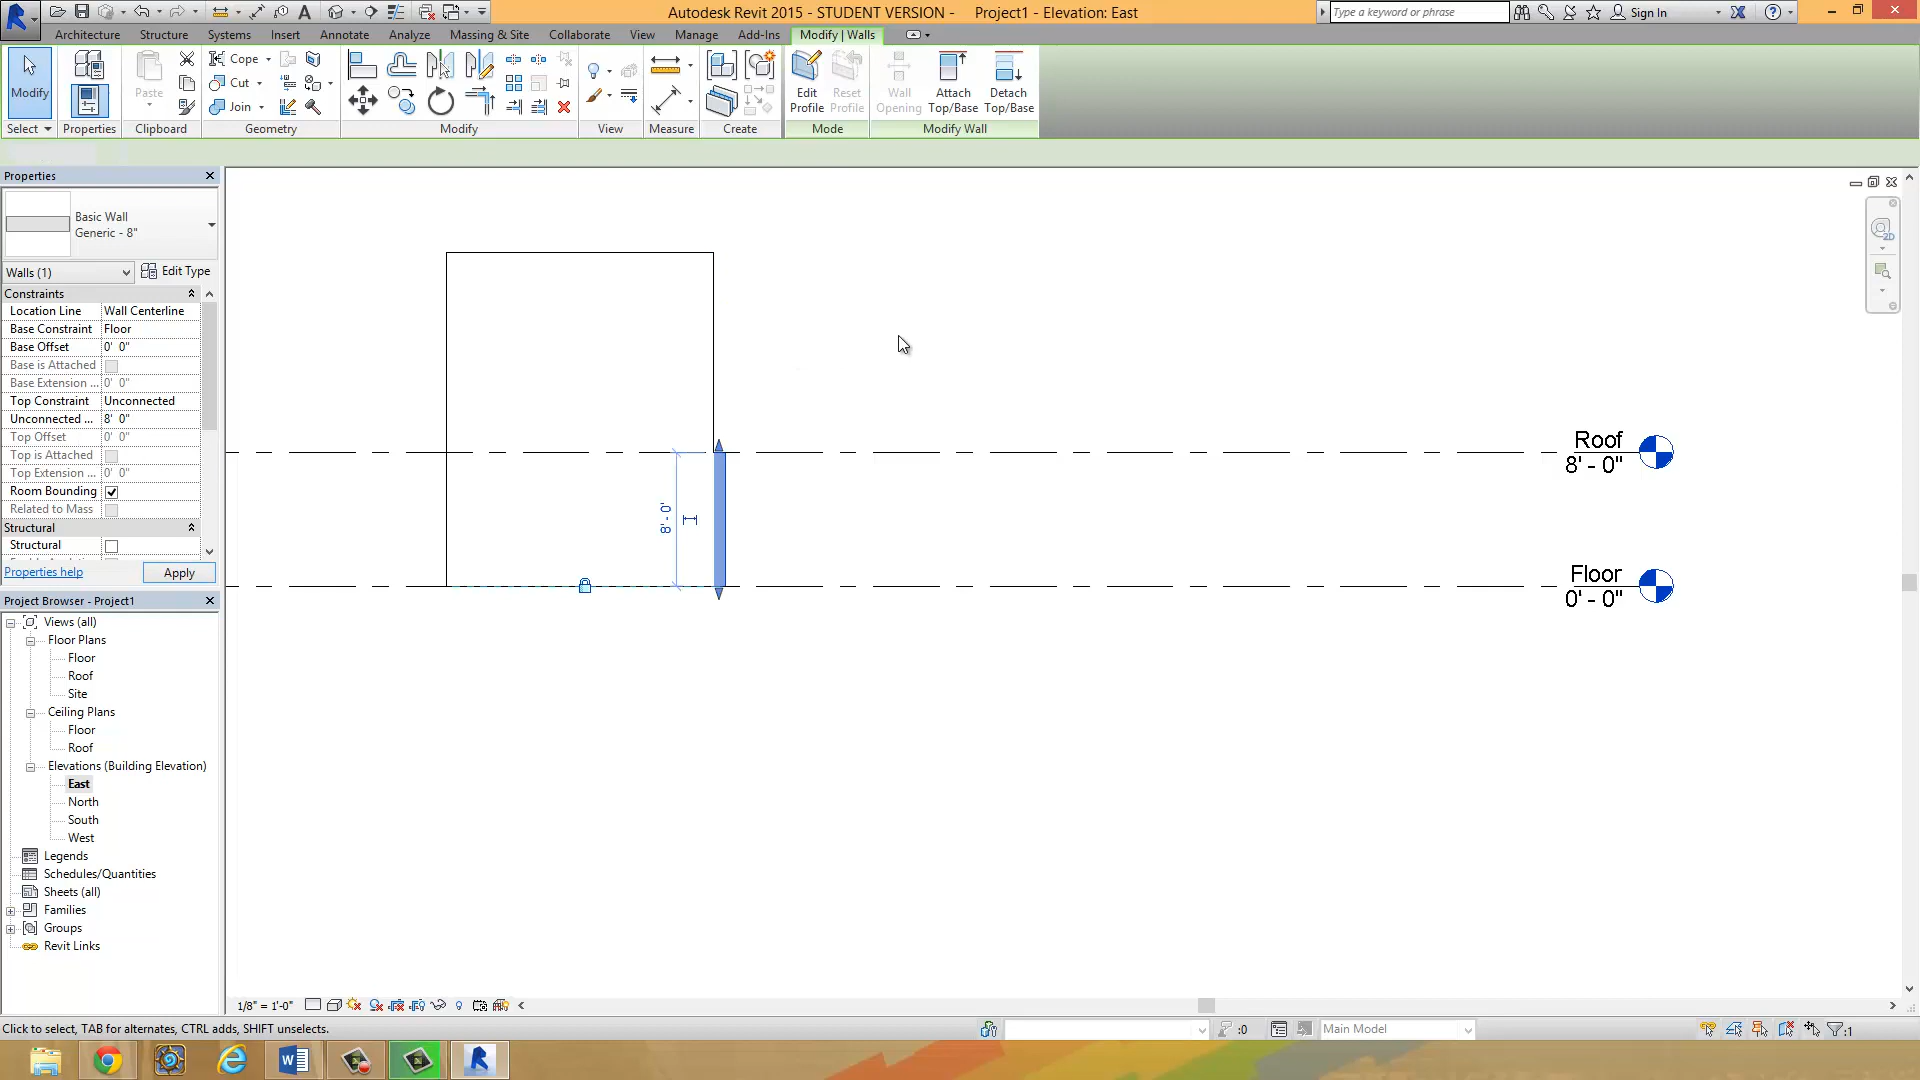 Autodesk Revit 2015 - STUDENT VERSION - Project1 - Elevation: East
Type a keyword or phrase
Sign In
Architecture Structure Systems Insert Annotate Analyze Massing & Site Collaborate View Manage Add-Ins Modify | Walls
Modify
Paste
Cope
Cut
Join
Edit Profile
Reset Profile
Wall Opening
Attach Top/Base
Detach Top/Base
Select Properties Clipboard Geometry Modify View Measure Create Mode Modify Wall
Properties
Basic Wall
Generic - 8"
Walls (1) Edit Type
Constraints
Location Line Wall Centerline
Base Constraint Floor
Base Offset 0' 0"
Base is Attached
Base Extension ... 0' 0"
Top Constraint Unconnected
Unconnected ... 8' 0"
Top Offset 0' 0"
Top is Attached
Top Extension ... 0' 0"
Room Bounding
Related to Mass
Structural
Structural
Properties help Apply
Project Browser - Project1
Views (all)
Floor Plans
Floor
Roof
Site
Ceiling Plans
Floor
Roof
Elevations (Building Elevation)
East
North
South
West
Legends
Schedules/Quantities
Sheets (all)
Families
Groups
Revit Links
8' - 0"
Roof
8' - 0"
Floor
0' - 0"
2D
1/8" = 1'-0"
Click to select, TAB for alternates, CTRL adds, SHIFT unselects.
:0
Main Model
:1